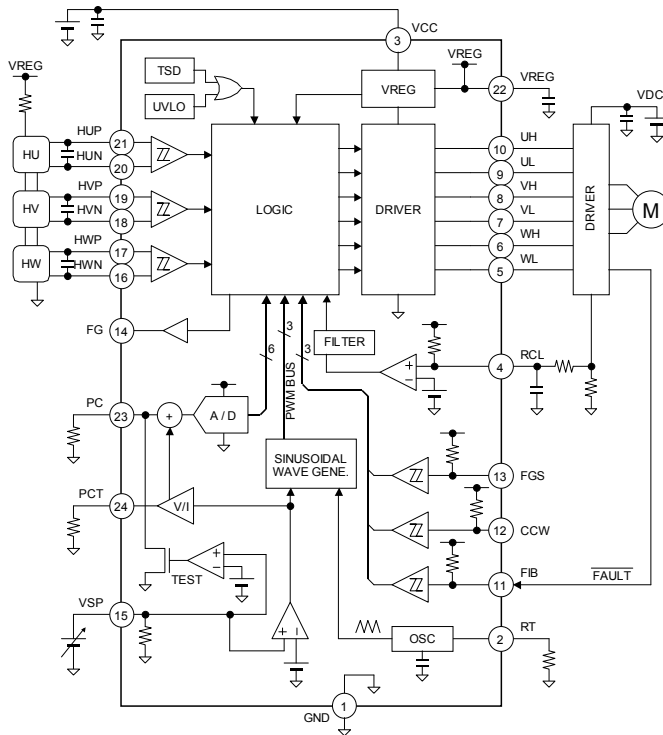 VCC
3
VREG
TSD
UVLO
VREG
VREG
22
VREG
VDC
HUP
21
HU
HUN
20
HVP
19
HV
HVN
18
HWP
17
HW
HWN
16
LOGIC
DRIVER
10
UH
9
UL
8
VH
7
VL
6
WH
5
WL
DRIVER
M
FG
14
6
3
3
PWM BUS
FILTER
+
−
4
RCL
PC
23
+
A / D
SINUSOIDAL
WAVE GENE.
13
FGS
PCT
24
V/I
12
CCW
TEST
+
−
11
FIB
FAULT
VSP
15
+
−
OSC
2
RT
GND
1